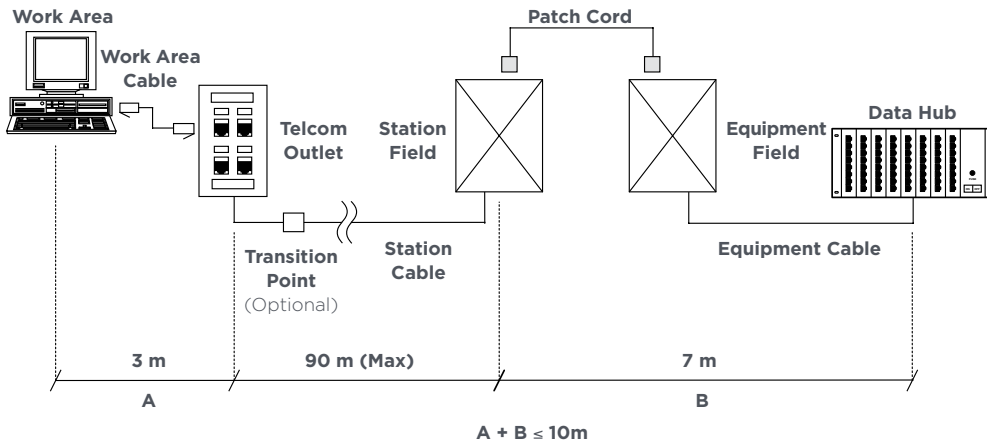 Work Area
Patch Cord
Work Area
Cable
Telcom
Outlet
Station
Field
Equipment
Field
Data Hub
Transition
Point
(Optional)
Station
Cable
Equipment Cable
3 m
90 m (Max)
7 m
A
B
A + B ≤ 10m